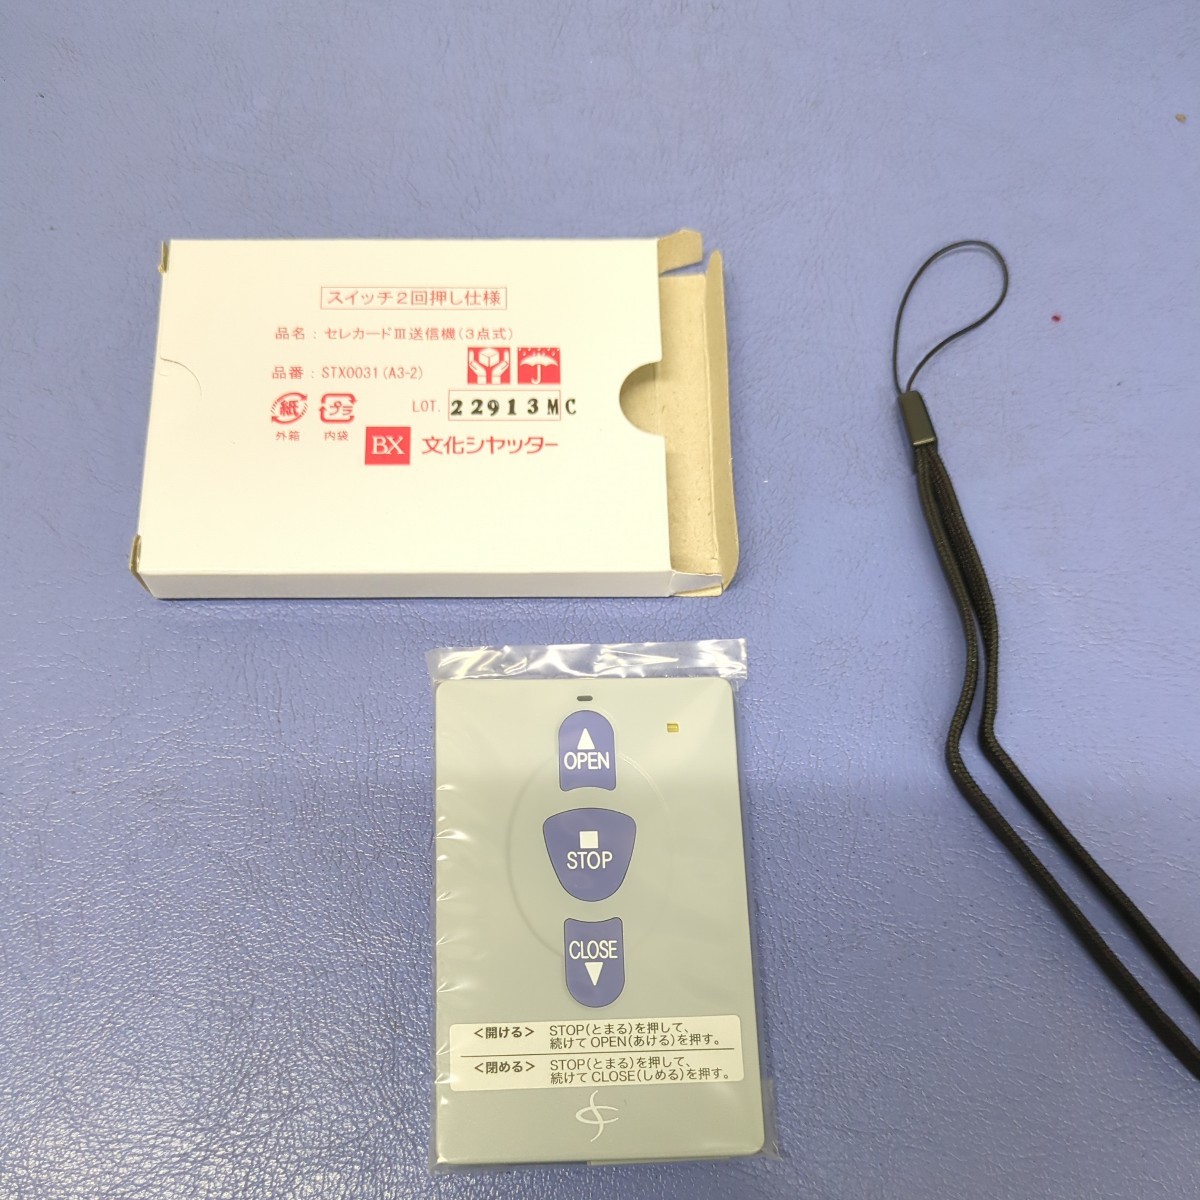 スイッチ2回押し仕様
品名：セレカードⅢ送信機(3点式)
品番：STX0031(A3-2)
紙 プラ
外箱 内袋
LOT. 22913MC
BX 文化シヤッター
OPEN
STOP
CLOSE
<開ける> STOP(とまる)を押して、
続けて OPEN(あける)を押す。
<閉める> STOP(とまる)を押して、
続けて CLOSE(しめる)を押す。